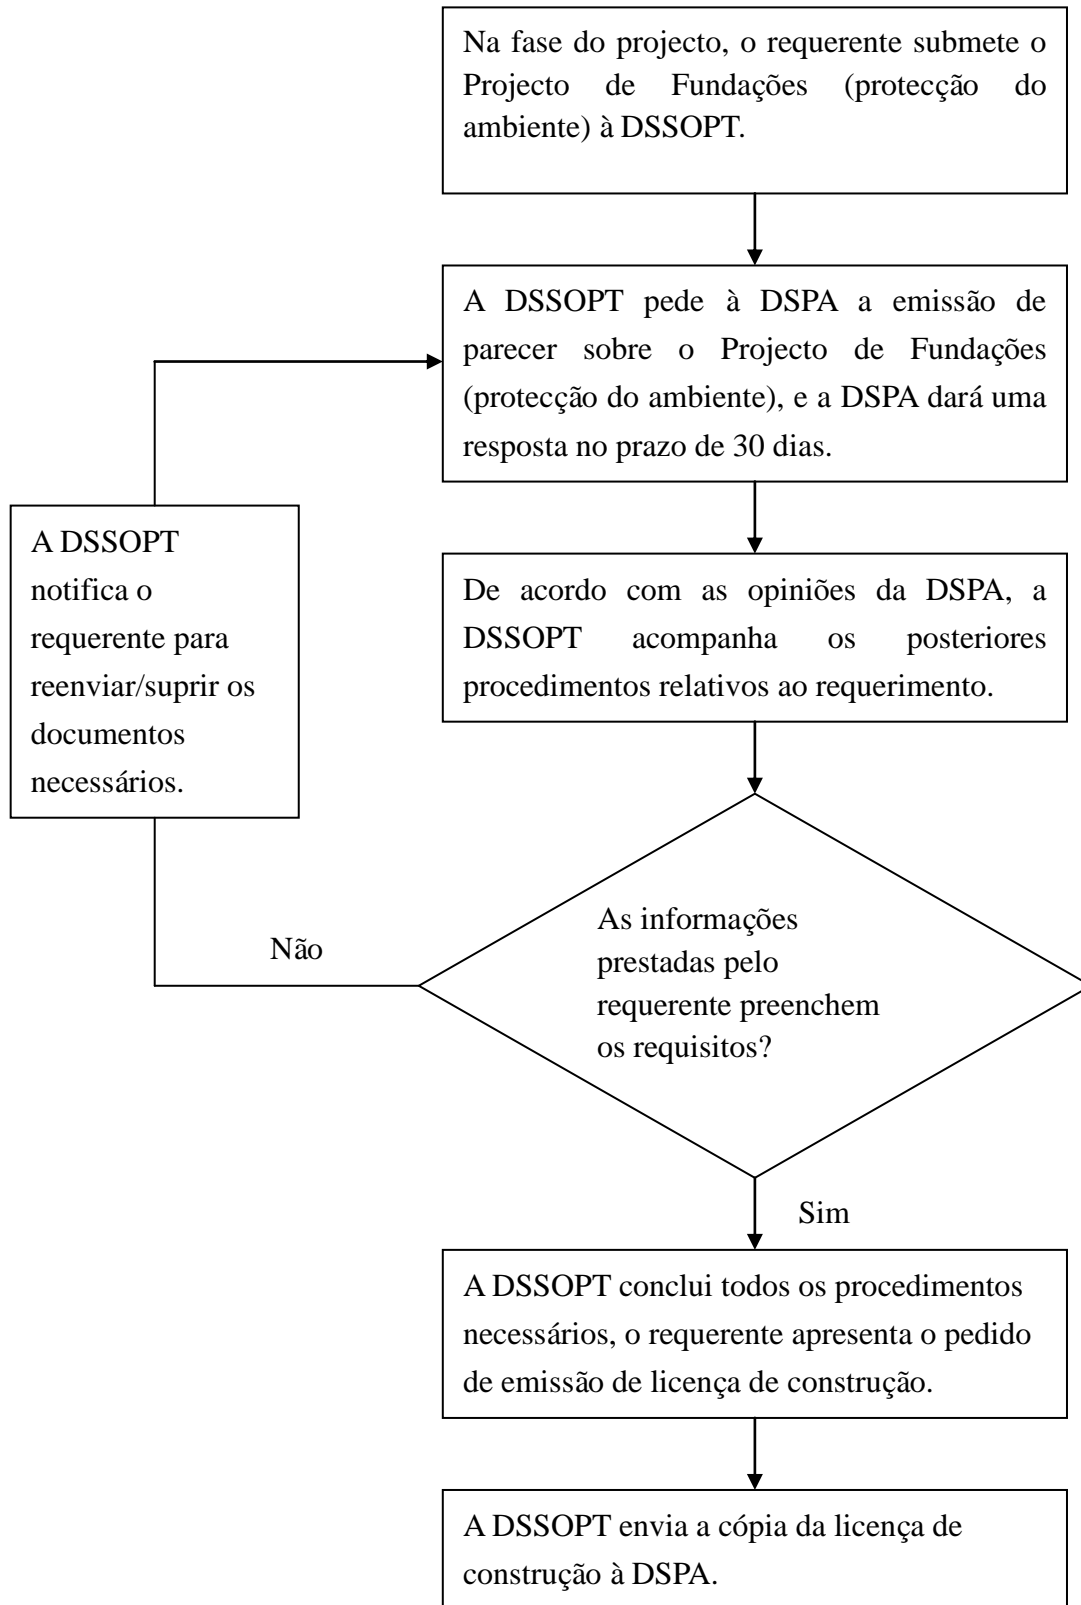 Na fase do projecto, o requerente submete o
Projecto de Fundações (protecção do
ambiente) à DSSOPT.
A DSSOPT pede à DSPA a emissão de
parecer sobre o Projecto de Fundações
(protecção do ambiente), e a DSPA dará uma
resposta no prazo de 30 dias.
A DSSOPT
notifica o
requerente para
reenviar/suprir os
documentos
necessários.
De acordo com as opiniões da DSPA, a
DSSOPT acompanha os posteriores
procedimentos relativos ao requerimento.
As informações
prestadas pelo
requerente preenchem
os requisitos?
Não
Sim
A DSSOPT conclui todos os procedimentos
necessários, o requerente apresenta o pedido
de emissão de licença de construção.
A DSSOPT envia a cópia da licença de
construção à DSPA.